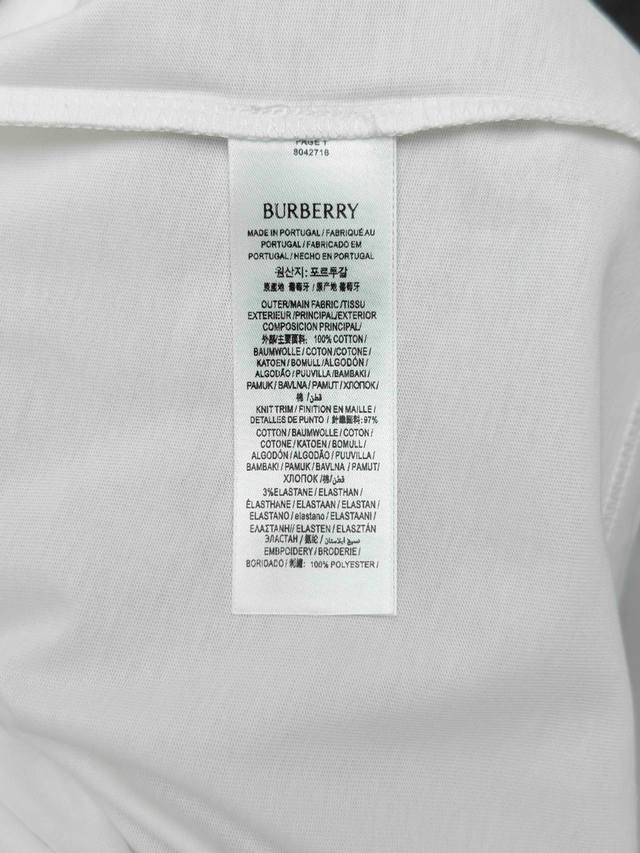 PAGE 1
8042718
BURBERRY
MADE IN PORTUGAL / FABRIQUÉ AU
PORTUGAL / FABRICADO EM
PORTUGAL / HECHO EN PORTUGAL
원산지: 포르투갈
原產地 葡萄牙 / 原产地 葡萄牙
OUTER/MAIN FABRIC /TISSU
EXTERIEUR /PRINCIPAL/EXTERIOR
COMPOSICION PRINCIPAL/
外部/主要面料: 100% COTTON /
BAUMWOLLE / COTON /COTONE /
KATOEN / BOMULL /ALGODÓN /
ALGODÃO / PUUVILLA /BAMBAKI /
PAMUK / BAVLNA / PAMUT / ХЛОПОК /
棉 /قطن /
KNIT TRIM / FINITION EN MAILLE /
DETALLES DE PUNTO / 針織面料: 97%
COTTON / BAUMWOLLE / COTON /
COTONE / KATOEN / BOMULL /
ALGODÓN / ALGODÃO / PUUVILLA /
BAMBAKI / PAMUK / BAVLNA / PAMUT/
ХЛОПОК /棉/ قطن/
3%ELASTANE / ELASTHAN /
ÉLASTHANE / ELASTAAN / ELASTAN /
ELASTANO / elastano / ELASTAANI /
ΕΛΑΣΤΑΝΗ// ELASTEN / ELASZTÁN
ЭЛАСТАН / 氨纶 / نسيج إيلاستان /
EMBPOIDERY / BRODERIE /
BORIDADO / 刺繡: 100% POLYESTER /